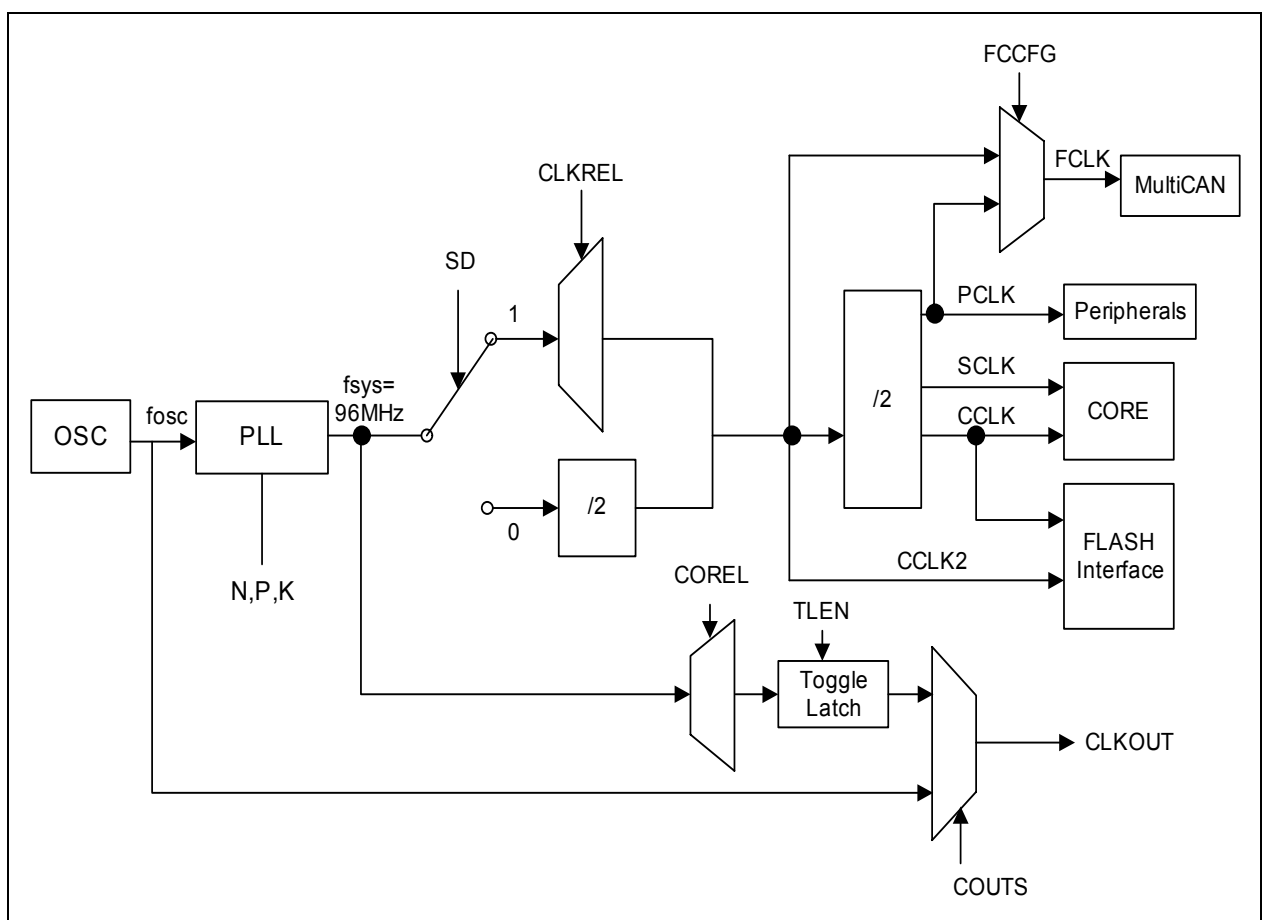 FCCFG
FCLK
MultiCAN
CLKREL
SD
1
PCLK
Peripherals
SCLK
CORE
CCLK
/2
fsys=
96MHz
fosc
OSC
PLL
/2
0
FLASH
Interface
CCLK2
N,P,K
COREL
TLEN
Toggle
Latch
CLKOUT
COUTS